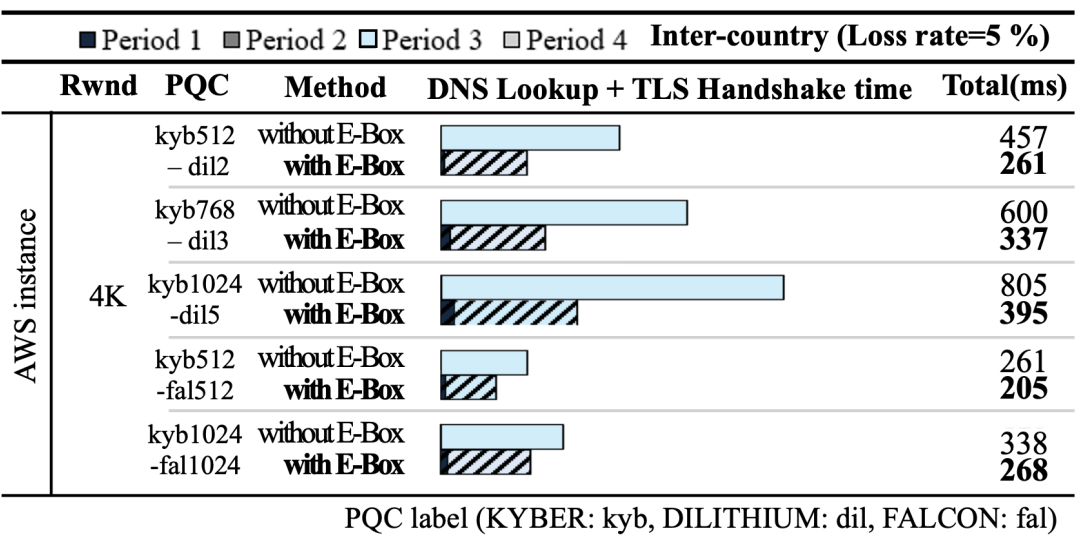 Period 1 Period 2 Period 3 Period 4 Inter-country (Loss rate=5 %)
Rwnd PQC Method DNS Lookup + TLS Handshake time Total(ms)
AWS instance
4K
kyb512 without E-Box 457
– dil2 with E-Box 261
kyb768 without E-Box 600
– dil3 with E-Box 337
kyb1024 without E-Box 805
-dil5 with E-Box 395
kyb512 without E-Box 261
-fal512 with E-Box 205
kyb1024 without E-Box 338
-fal1024 with E-Box 268
PQC label (KYBER: kyb, DILITHIUM: dil, FALCON: fal)